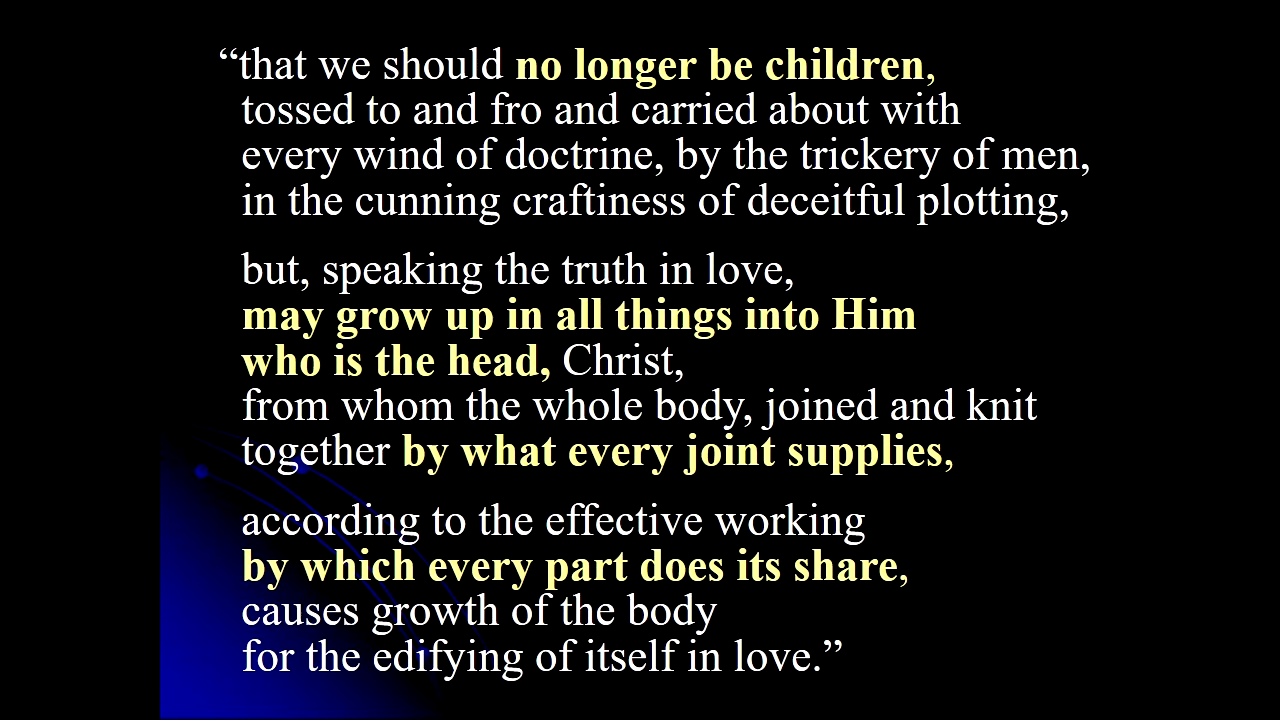 “that we should no longer be children,
tossed to and fro and carried about with
every wind of doctrine, by the trickery of men,
in the cunning craftiness of deceitful plotting,
but, speaking the truth in love,
may grow up in all things into Him
who is the head, Christ,
from whom the whole body, joined and knit
together by what every joint supplies,
according to the effective working
by which every part does its share,
causes growth of the body
for the edifying of itself in love.”